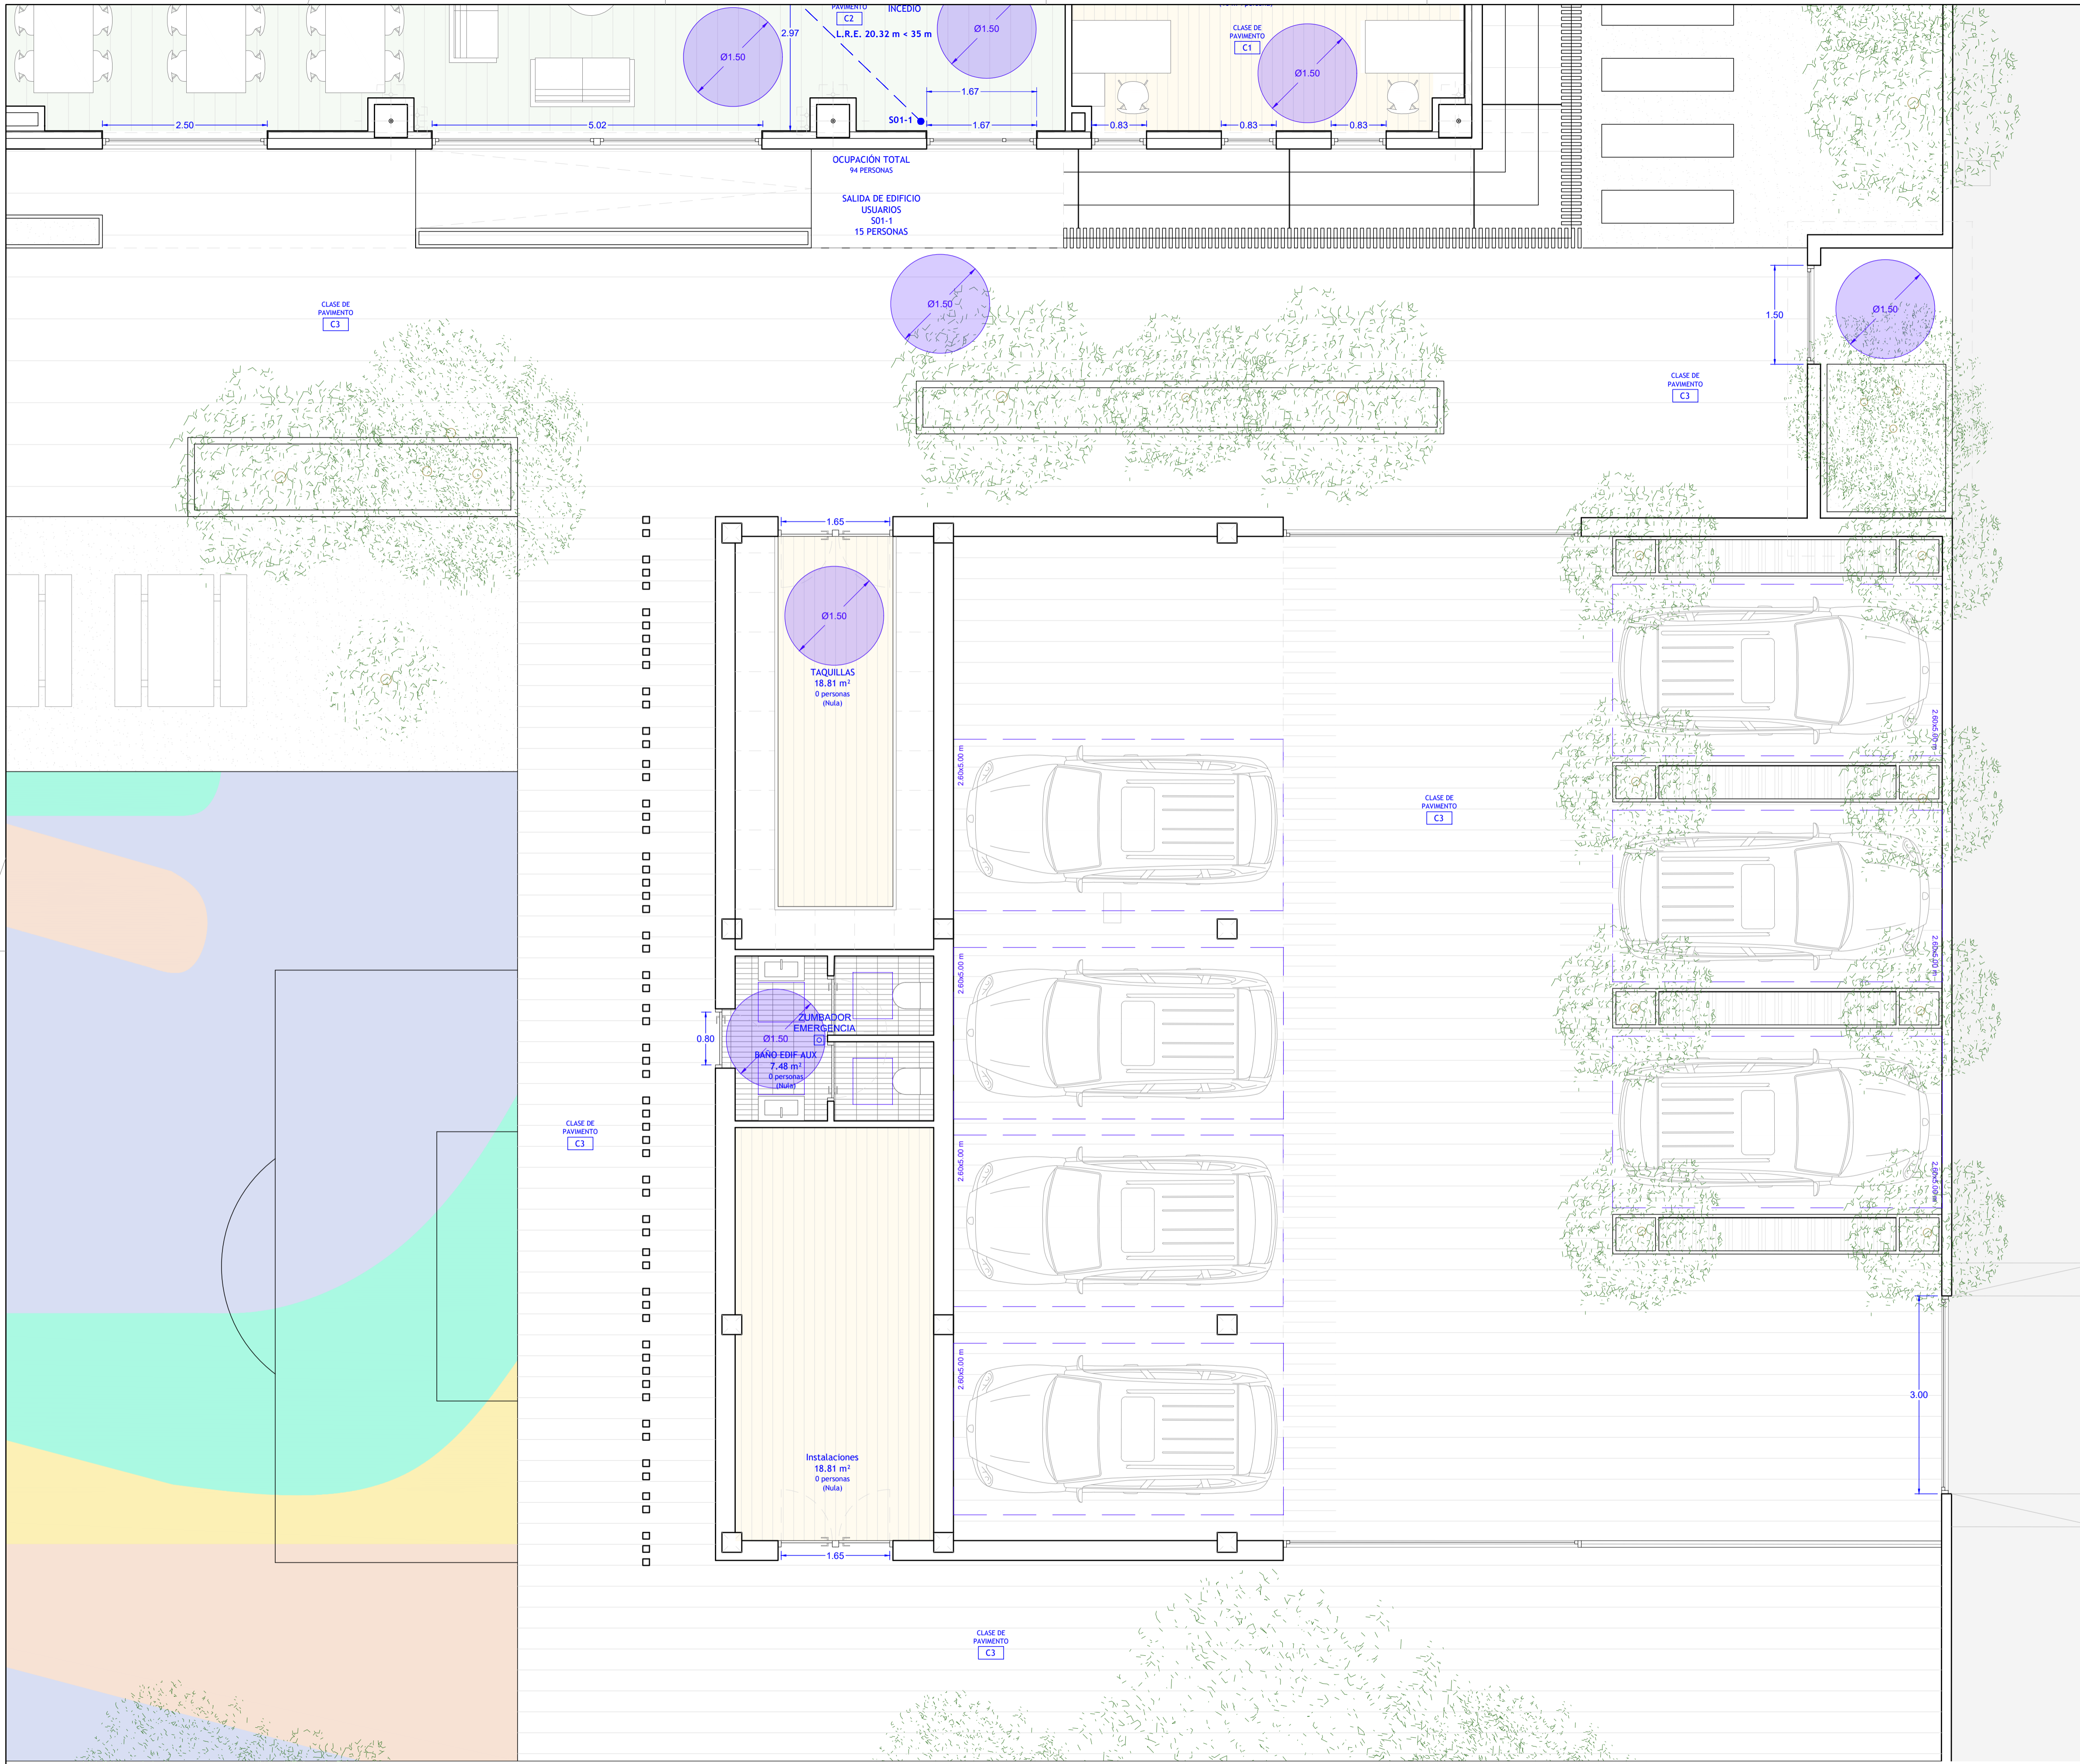 PAVIMENTO
C2
INCEDIO
L.R.E. 20.32 m < 35 m
2.97
Ø1.50
Ø1.50
CLASE DE
PAVIMENTO
C1
Ø1.50
1.67
S01-1
2.50
5.02
1.67
0.83
0.83
0.83
OCUPACIÓN TOTAL
94 PERSONAS
SALIDA DE EDIFICIO
USUARIOS
S01-1
15 PERSONAS
CLASE DE
PAVIMENTO
C3
Ø1.50
1.50
Ø1.50
CLASE DE
PAVIMENTO
C3
1.65
Ø1.50
TAQUILLAS
18.81 m²
0 personas
(Nula)
2.60x5.00 m
2.60x5.00 m
CLASE DE
PAVIMENTO
C3
2.60x5.00 m
2.60x5.00 m
ZUMBADOR
EMERGENCIA
0.80
Ø1.50
BAÑO EDIF AUX
7.48 m²
0 personas
(Nula)
CLASE DE
PAVIMENTO
C3
2.60x5.00 m
2.60x5.00 m
2.60x5.00 m
3.00
Instalaciones
18.81 m²
0 personas
(Nula)
1.65
CLASE DE
PAVIMENTO
C3